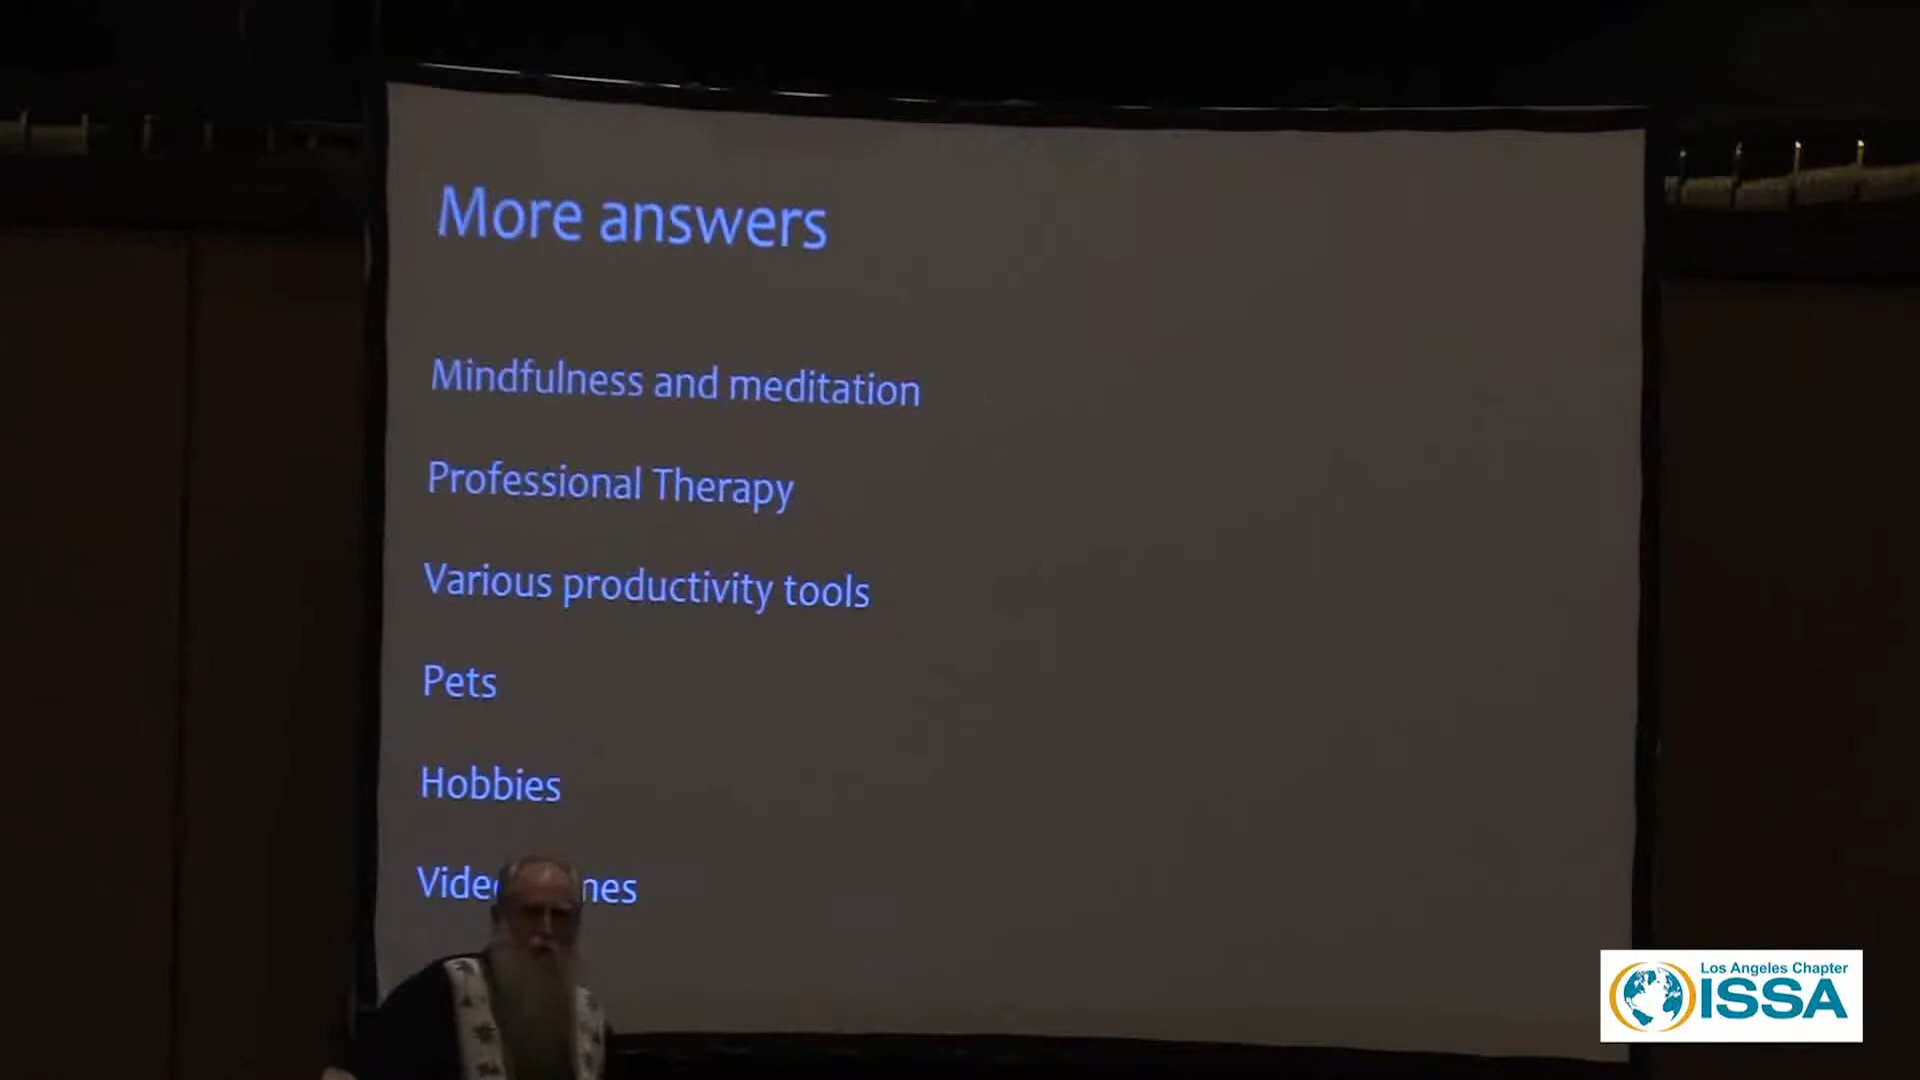 More answers
Mindfulness and meditation
Professional Therapy
Various productivity tools
Pets
Hobbies
Los Angeles Chapter
ISSA